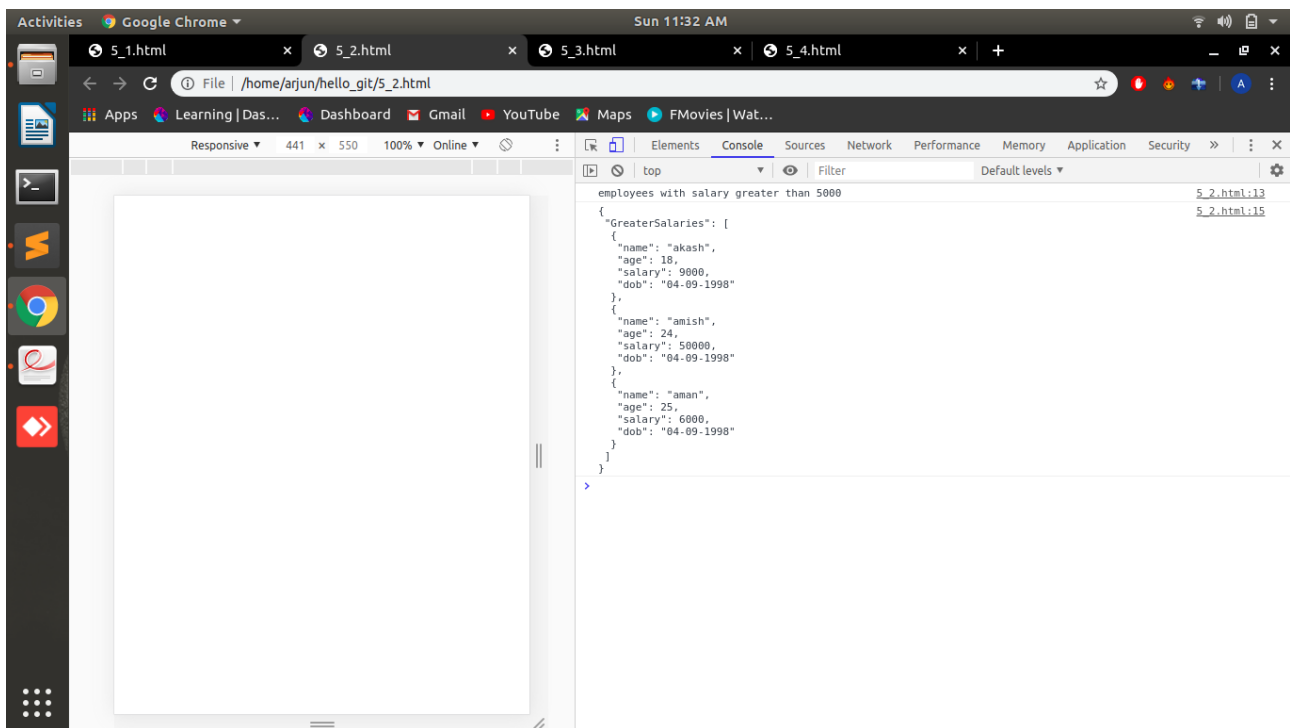 Activities Google Chrome ▾ Sun 11:32 AM
5_1.html × 5_2.html × 5_3.html × 5_4.html × +
File | /home/arjun/hello_git/5_2.html A
Apps Learning | Das... Dashboard Gmail YouTube Maps FMovies | Wat...
Responsive ▼ 441 × 550 100% ▼ Online ▼
Elements Console Sources Network Performance Memory Application Security »
top ▼ Filter Default levels ▼
employees with salary greater than 5000 5_2.html:13
{ 5_2.html:15
"GreaterSalaries": [
{
"name": "akash",
"age": 18,
"salary": 9000,
"dob": "04-09-1998"
},
{
"name": "amish",
"age": 24,
"salary": 50000,
"dob": "04-09-1998"
},
{
"name": "aman",
"age": 25,
"salary": 6000,
"dob": "04-09-1998"
}
]
}
>